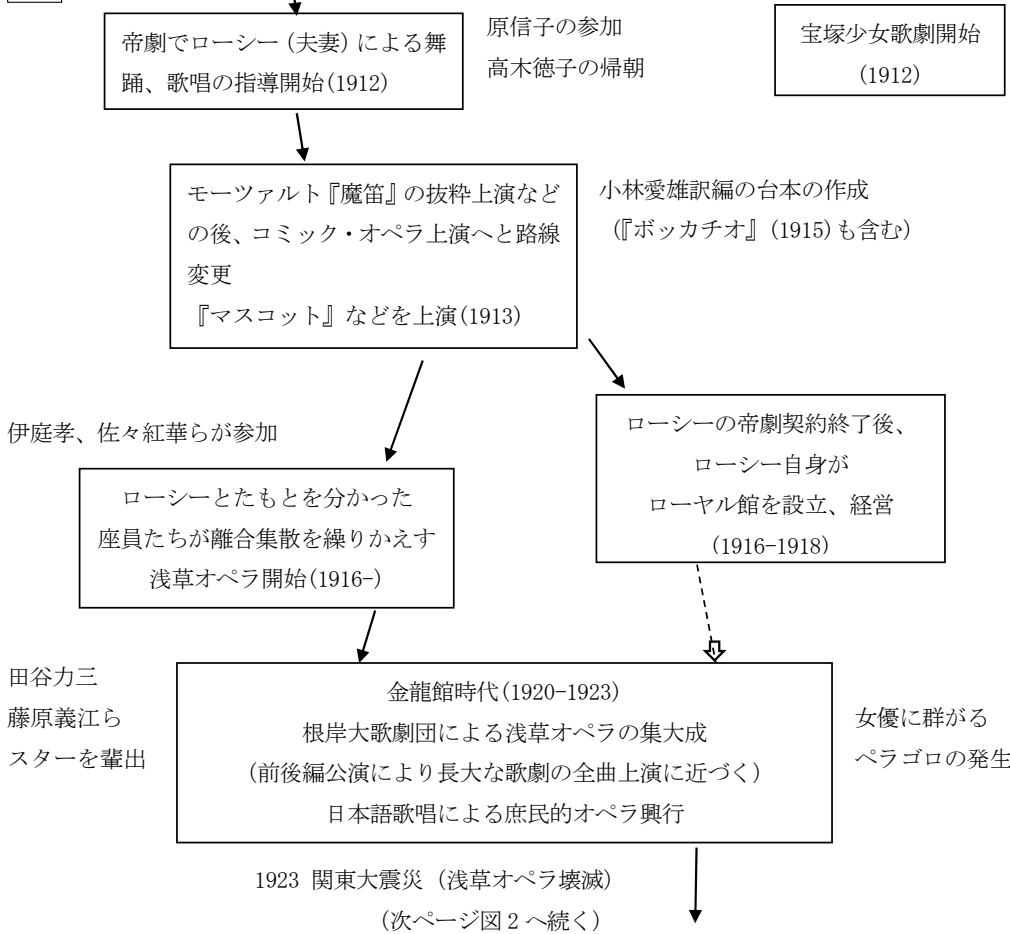 帝劇でローシー(夫妻)による舞
踊、歌唱の指導開始(1912)
原信子の参加
高木徳子の帰朝
宝塚少女歌劇開始
(1912)
モーツァルト『魔笛』の抜粋上演など
の後、コミック・オペラ上演へと路線
変更
『マスコット』などを上演(1913)
小林愛雄訳編の台本の作成
(『ボッカチオ』(1915)も含む)
伊庭孝、佐々紅華らが参加
ローシーとたもとを分かった
座員たちが離合集散を繰りかえす
浅草オペラ開始(1916-)
ローシーの帝劇契約終了後、
ローシー自身が
ローヤル館を設立、経営
(1916-1918)
田谷力三
藤原義江ら
スターを輩出
金龍館時代(1920-1923)
根岸大歌劇団による浅草オペラの集大成
(前後編公演により長大な歌劇の全曲上演に近づく)
日本語歌唱による庶民的オペラ興行
女優に群がる
ペラゴロの発生
1923 関東大震災 (浅草オペラ壊滅)
(次ページ図2へ続く)